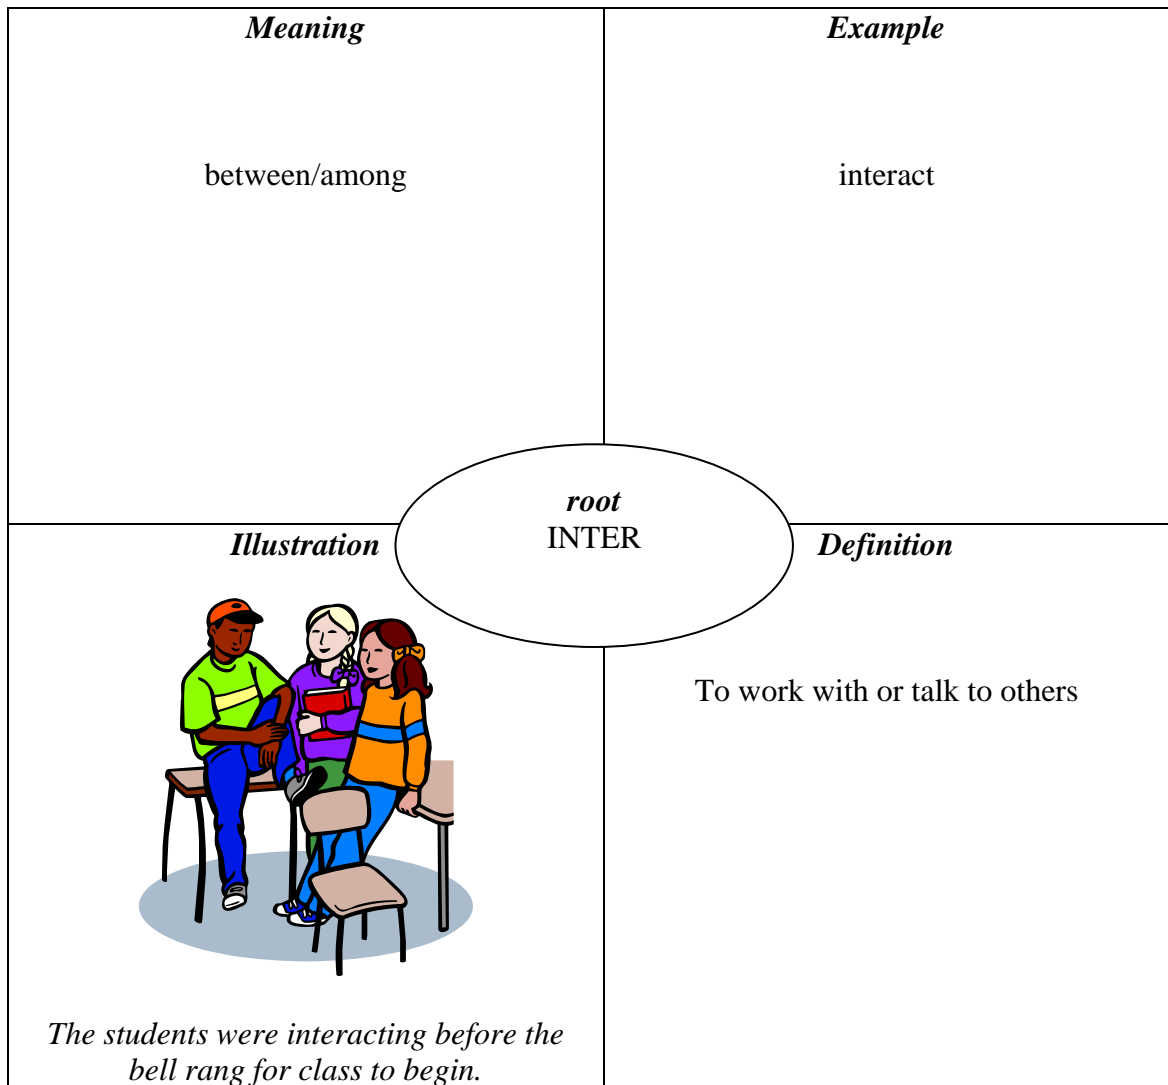 Meaning
between/among
Example
interact
root
INTER
Illustration
The students were interacting before the
bell rang for class to begin.
Definition
To work with or talk to others